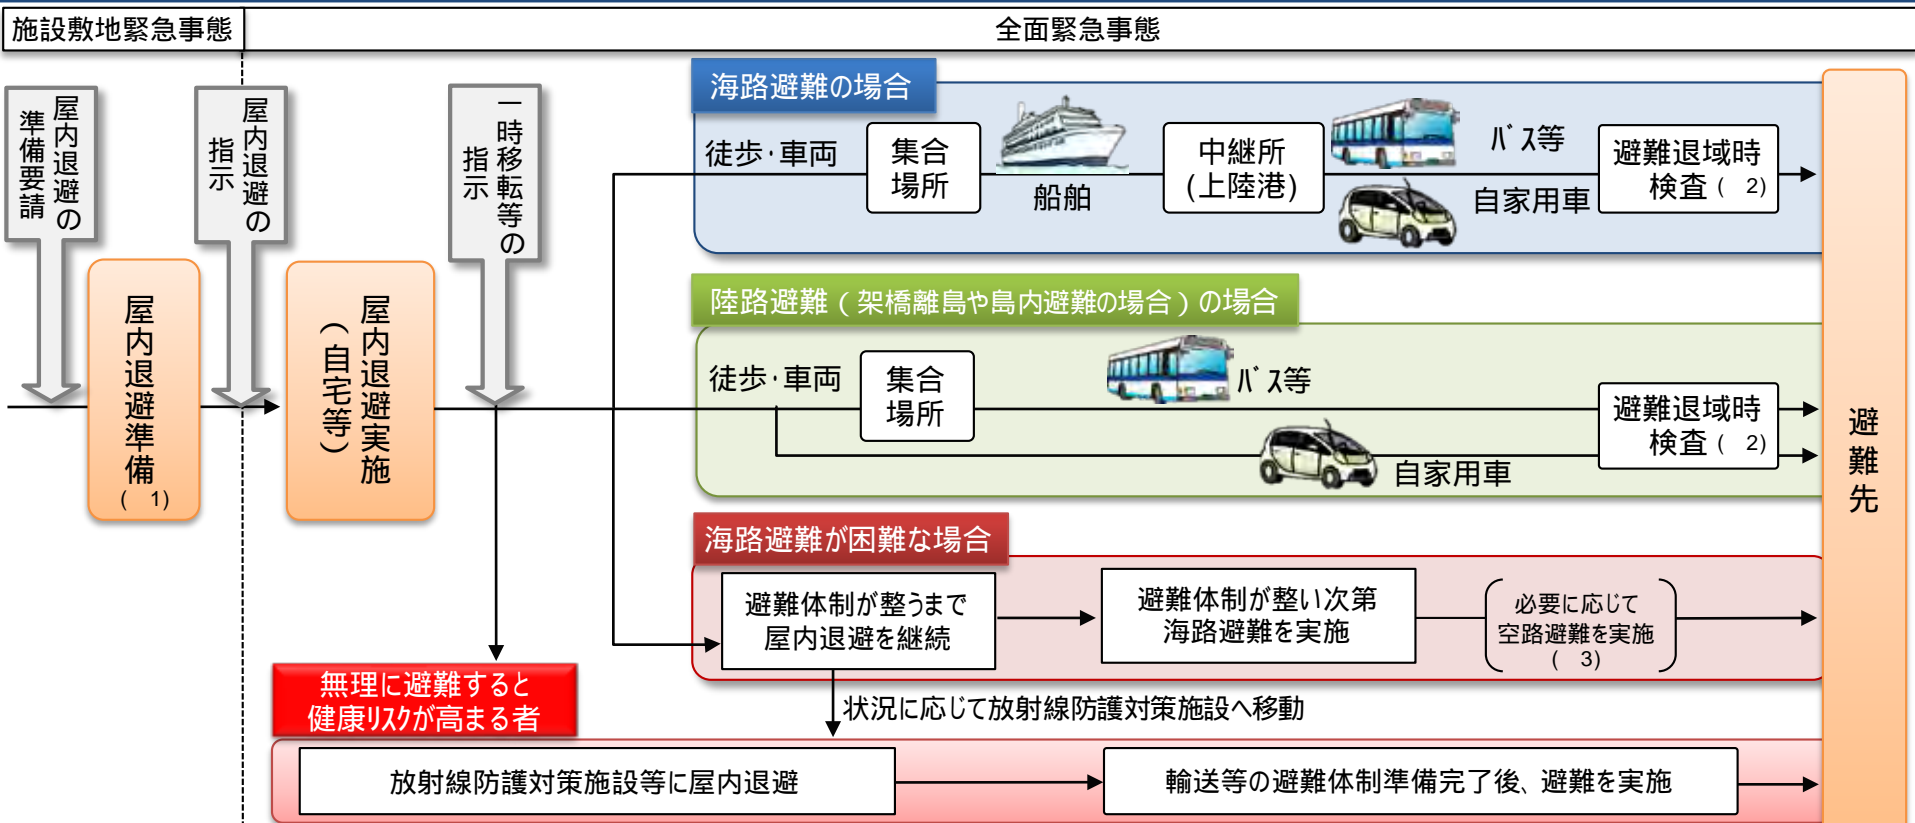 施設敷地緊急事態
全面緊急事態
屋内退避の
準備要請
屋内退避の
指示
一時移転等の
指示
屋内退避準備
( 1)
屋内退避実施
(自宅等)
海路避難の場合
徒歩・車両
集合
場所
船舶
中継所
(上陸港)
バス等
自家用車
避難退域時
検査( 2)
陸路避難(架橋離島や島内避難の場合)の場合
徒歩・車両
集合
場所
バス等
自家用車
避難退域時
検査( 2)
海路避難が困難な場合
避難体制が整うまで
屋内退避を継続
避難体制が整い次第
海路避難を実施
必要に応じて
空路避難を実施
( 3)
状況に応じて放射線防護対策施設へ移動
無理に避難すると
健康リスクが高まる者
放射線防護対策施設等に屋内退避
輸送等の避難体制準備完了後、避難を実施
避難先